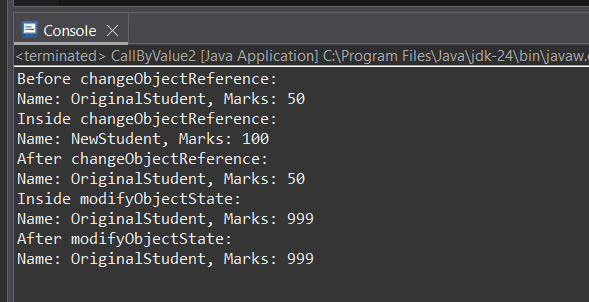 Console
<terminated> CallByValue2 [Java Application] C:\Program Files\Java\jdk-24\bin\javaw.
Before changeObjectReference:
Name: OriginalStudent, Marks: 50
Inside changeObjectReference:
Name: NewStudent, Marks: 100
After changeObjectReference:
Name: OriginalStudent, Marks: 50
Inside modifyObjectState:
Name: OriginalStudent, Marks: 999
After modifyObjectState:
Name: OriginalStudent, Marks: 999